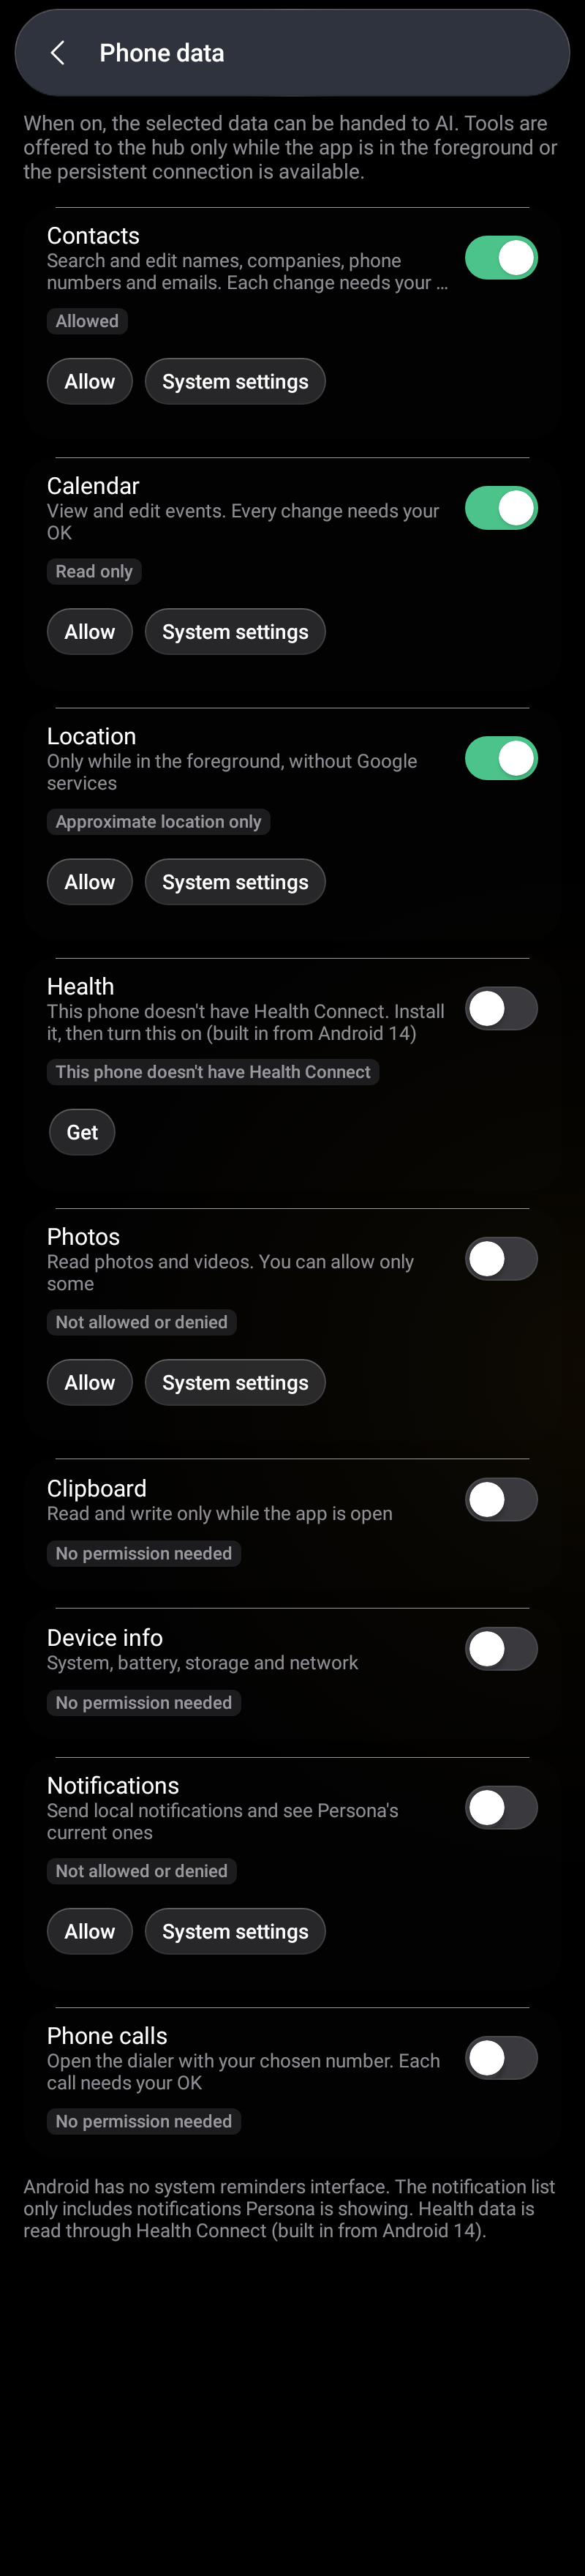 Phone data
When on, the selected data can be handed to AI. Tools are
offered to the hub only while the app is in the foreground or
the persistent connection is available.
Contacts
Search and edit names, companies, phone
numbers and emails. Each change needs your ...
Allowed
Allow
System settings
Calendar
View and edit events. Every change needs your
OK
Read only
Allow
System settings
Location
Only while in the foreground, without Google
services
Approximate location only
Allow
System settings
Health
This phone doesn't have Health Connect. Install
it, then turn this on (built in from Android 14)
This phone doesn't have Health Connect
Get
Photos
Read photos and videos. You can allow only
some
Not allowed or denied
Allow
System settings
Clipboard
Read and write only while the app is open
No permission needed
Device info
System, battery, storage and network
No permission needed
Notifications
Send local notifications and see Persona's
current ones
Not allowed or denied
Allow
System settings
Phone calls
Open the dialer with your chosen number. Each
call needs your OK
No permission needed
Android has no system reminders interface. The notification list
only includes notifications Persona is showing. Health data is
read through Health Connect (built in from Android 14).